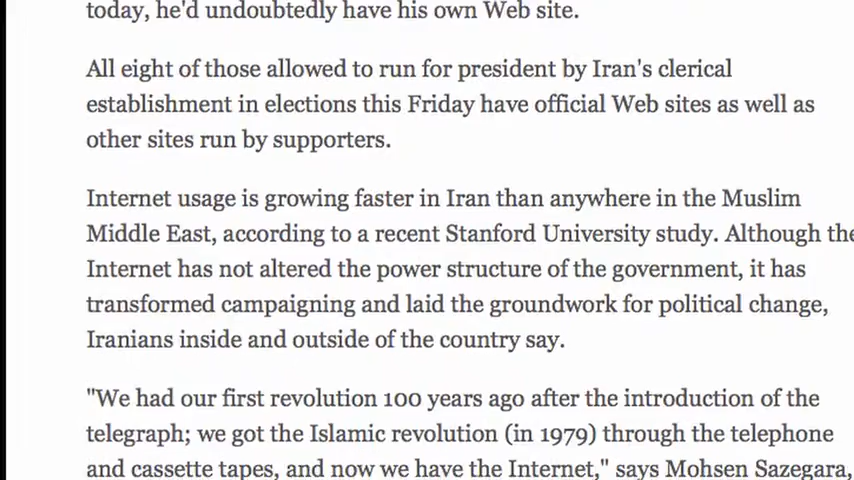 today, he'd undoubtedly have his own Web site.
All eight of those allowed to run for president by Iran's clerical
establishment in elections this Friday have official Web sites as well as
other sites run by supporters.
Internet usage is growing faster in Iran than anywhere in the Muslim
Middle East, according to a recent Stanford University study. Although the
Internet has not altered the power structure of the government, it has
transformed campaigning and laid the groundwork for political change,
Iranians inside and outside of the country say.
"We had our first revolution 100 years ago after the introduction of the
telegraph; we got the Islamic revolution (in 1979) through the telephone
and cassette tapes, and now we have the Internet," says Mohsen Sazegara,